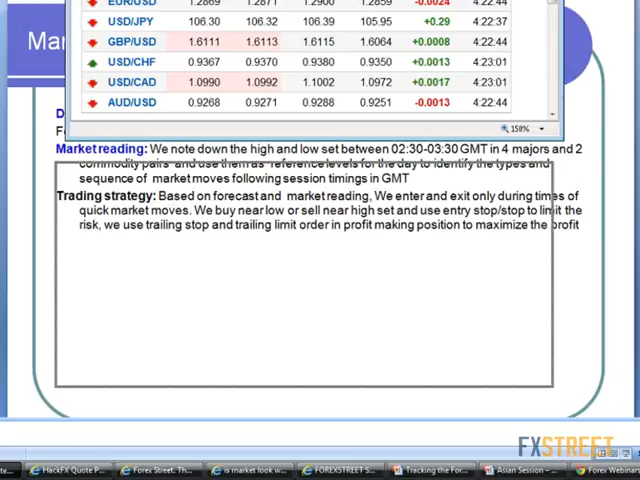 EUR/USD 1.2869 1.2871 1.2900 1.2859 -0.0024 4:22:44
USD/JPY 106.30 106.32 106.39 105.95 +0.29 4:22:37
Mar
GBP/USD 1.6111 1.6113 1.6115 1.6064 +0.0008 4:22:44
USD/CHF 0.9367 0.9370 0.9380 0.9350 +0.0013 4:23:01
USD/CAD 1.0990 1.0992 1.1002 1.0972 +0.0017 4:23:01
AUD/USD 0.9268 0.9271 0.9288 0.9251 -0.0013 4:22:44
D
150%
Fo
Market reading: We note down the high and low set between 02:30-03:30 GMT in 4 majors and 2
commodity pairs and use them as reference levels for the day to identify the types and
sequence of market moves following session timings in GMT
Trading strategy: Based on forecast and market reading, We enter and exit only during times of
quick market moves. We buy near low or sell near high set and use entry stop/stop to limit the
risk, we use trailing stop and trailing limit order in profit making position to maximize the profit
FXSTREET
HackFX Quote P... Forex Street. Th... is market look w... FOREXSTREET S... Tracking the For... Asian Session -... Forex Webinars